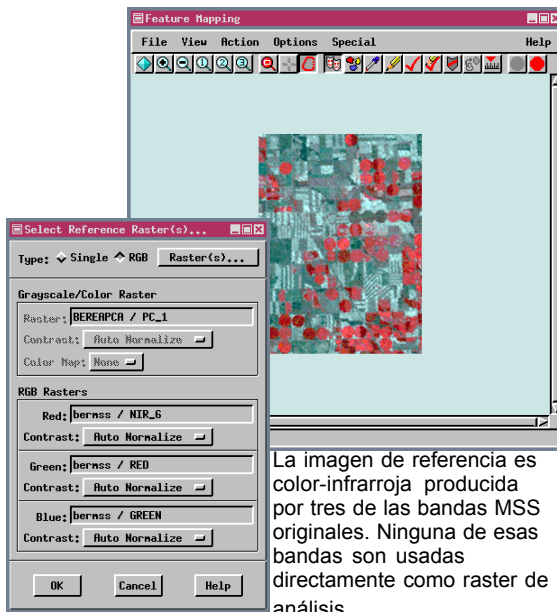 Feature Mapping
File View Action Options Special Help
Select Reference Raster(s)...
Type: Single RGB Raster(s)...
Grayscale/Color Raster
Raster: BEREAPCA / PC_1
Contrast: Auto Normalize
Color Map: None
RGB Rasters
Red: bermss / NIR_6
Contrast: Auto Normalize
Green: bermss / RED
Contrast: Auto Normalize
Blue: bermss / GREEN
Contrast: Auto Normalize
OK Cancel Help
La imagen de referencia es
color-infrarroja producida
por tres de las bandas MSS
originales. Ninguna de esas
bandas son usadas
directamente como raster de
análisis